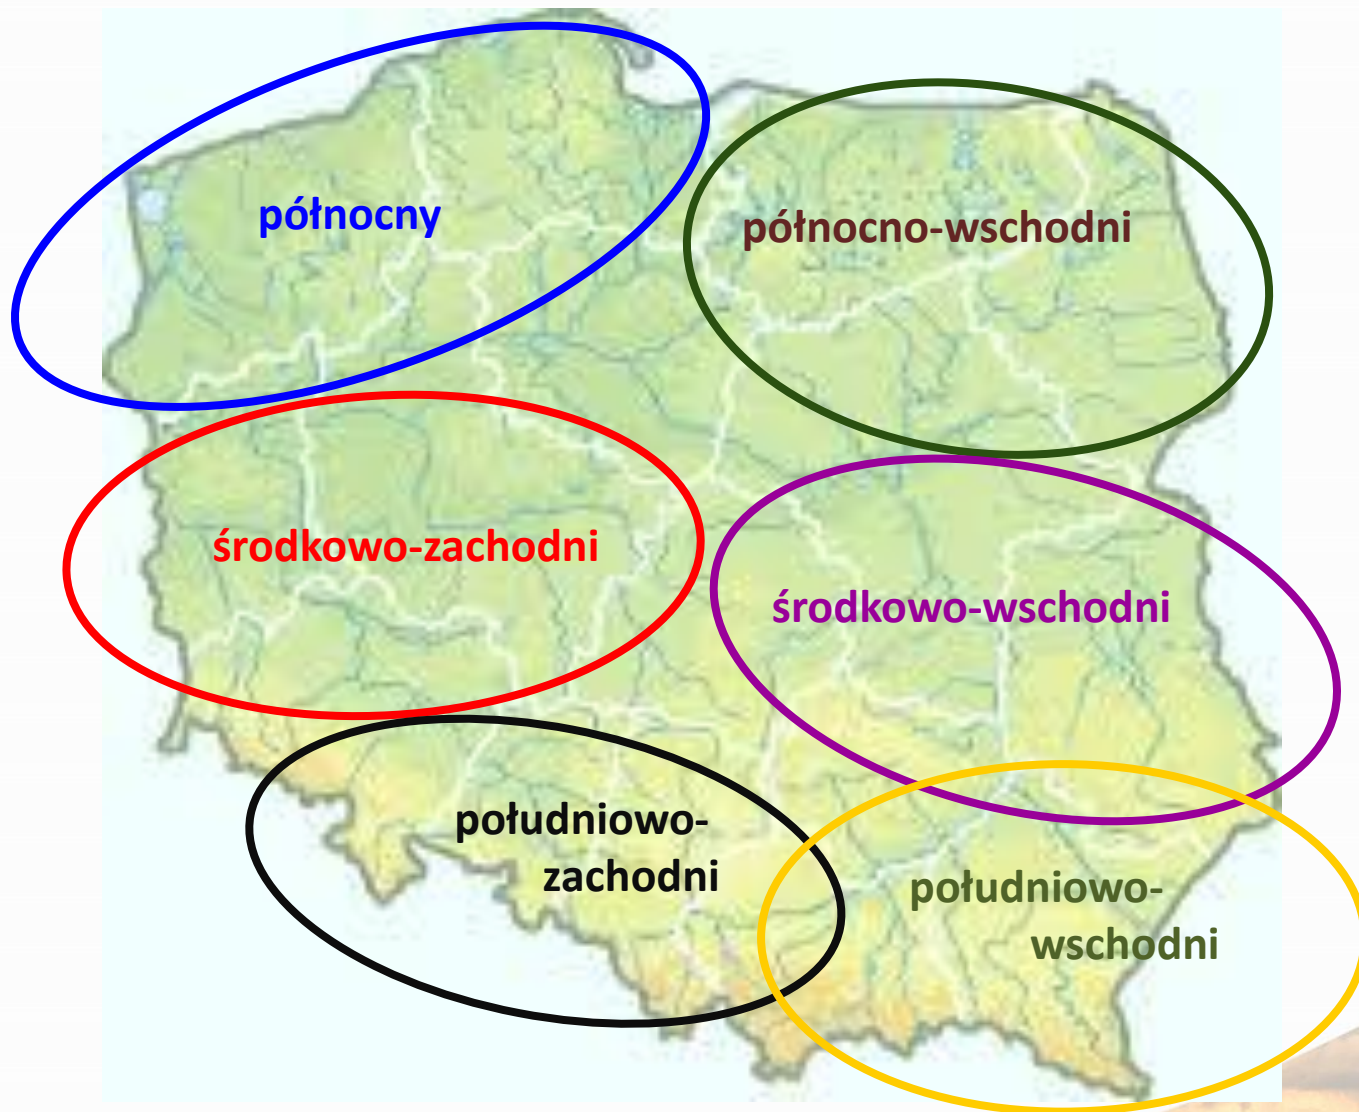 północny
północno-wschodni
środkowo-zachodni
środkowo-wschodni
południowo-
zachodni
południowo-
wschodni